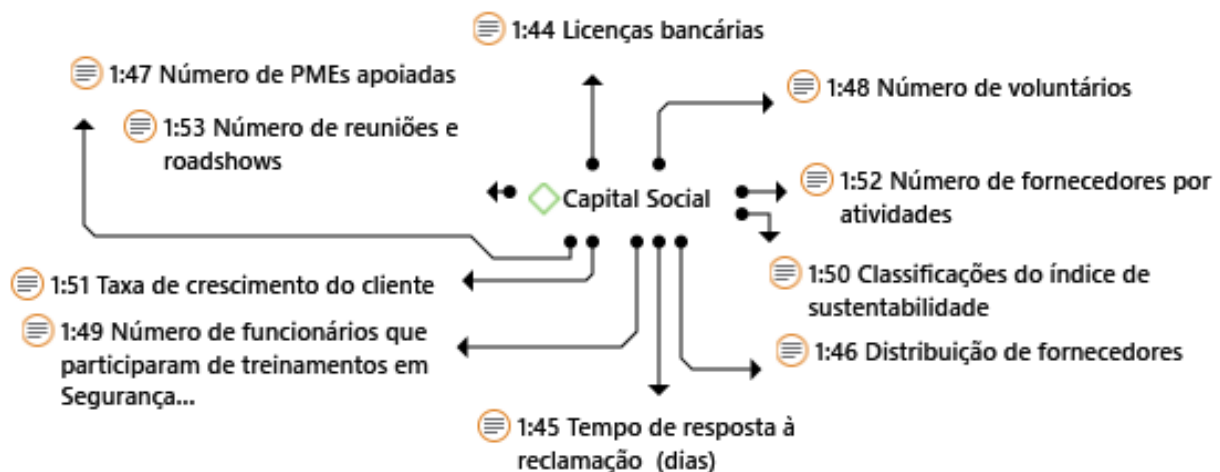 1:44 Licenças bancárias
1:47 Número de PMEs apoiadas
1:48 Número de voluntários
1:53 Número de reuniões e
roadshows
Capital Social
1:52 Número de fornecedores por
atividades
1:51 Taxa de crescimento do cliente
1:50 Classificações do índice de
sustentabilidade
1:49 Número de funcionários que
participaram de treinamentos em
Segurança...
1:46 Distribuição de fornecedores
1:45 Tempo de resposta à
reclamação (dias)